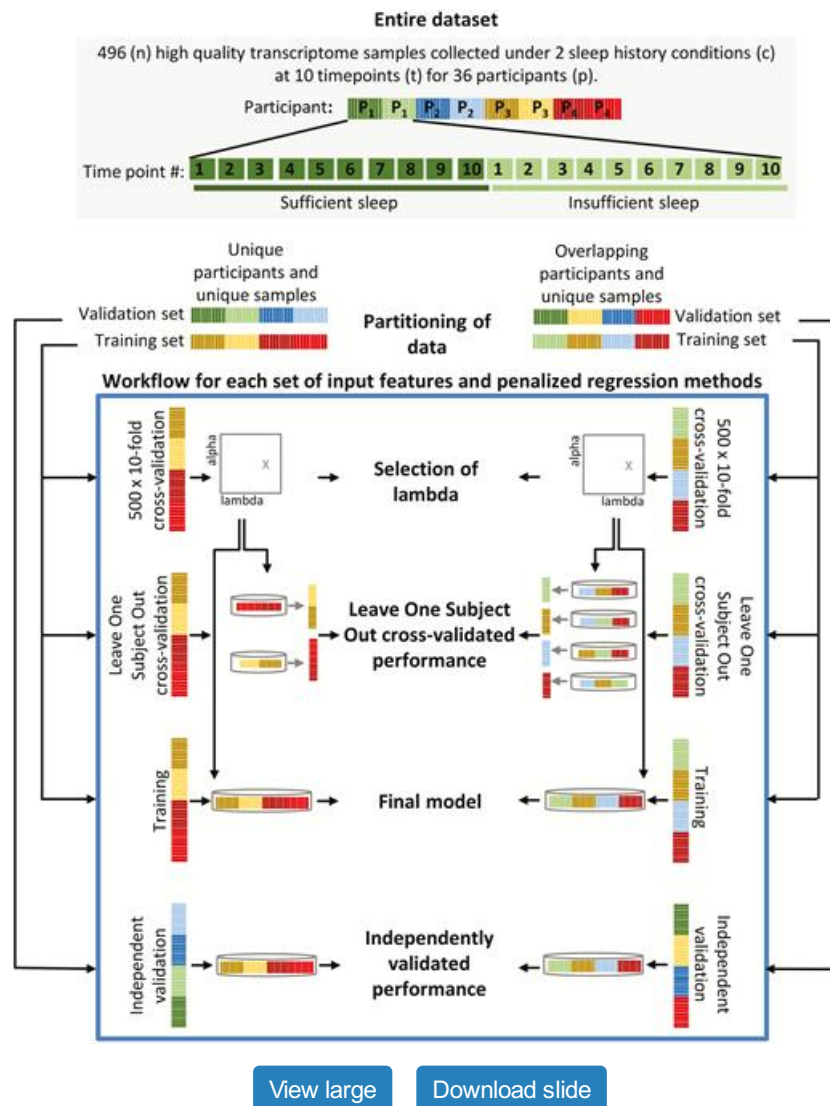 Entire dataset
496 (n) high quality transcriptome samples collected under 2 sleep history conditions (c)
at 10 timepoints (t) for 36 participants (p).
Participant: P1 P1 P2 P2 P3 P3 P4 P4
Time point #: 1 2 3 4 5 6 7 8 9 10 1 2 3 4 5 6 7 8 9 10
Sufficient sleep
Insufficient sleep
Unique
participants and
unique samples
Overlapping
participants and
unique samples
Validation set
Training set
Partitioning of
data
Validation set
Training set
Workflow for each set of input features and penalized regression methods
500 x 10-fold
cross-validation
alpha
X
lambda
Selection of
lambda
alpha
X
lambda
500 x 10-fold
cross-validation
Leave One
Subject Out
cross-validation
Leave One Subject
Out cross-validated
performance
Leave One
Subject Out
cross-validation
Training
Final model
Training
Independent
validation
Independently
validated
performance
Independent
validation
View large
Download slide